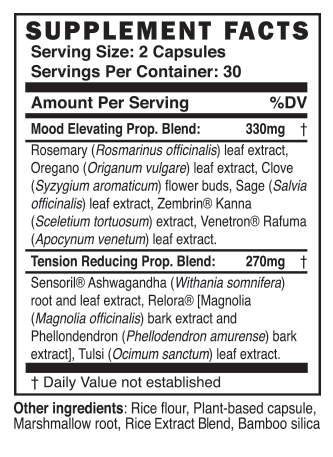 SUPPLEMENT FACTS
Serving Size: 2 Capsules
Servings Per Container: 30
Amount Per Serving %DV
Mood Elevating Prop. Blend: 330mg †
Rosemary (Rosmarinus officinalis) leaf extract,
Oregano (Origanum vulgare) leaf extract, Clove
(Syzygium aromaticum) flower buds, Sage (Salvia
officinalis) leaf extract, Zembrin® Kanna
(Sceletium tortuosum) extract, Venetron® Rafuma
(Apocynum venetum) leaf extract.
Tension Reducing Prop. Blend: 270mg †
Sensoril® Ashwagandha (Withania somnifera)
root and leaf extract, Relora® [Magnolia
(Magnolia officinalis) bark extract and
Phellondendron (Phellodendron amurense) bark
extract], Tulsi (Ocimum sanctum) leaf extract.
† Daily Value not established
Other ingredients: Rice flour, Plant-based capsule,
Marshmallow root, Rice Extract Blend, Bamboo silica